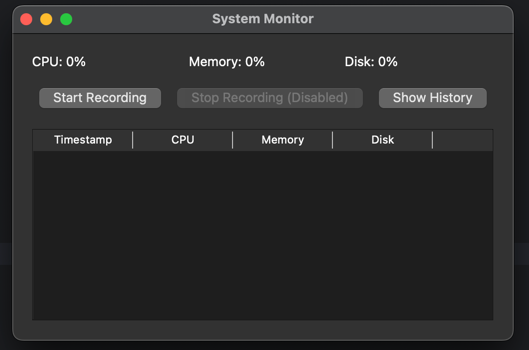 System Monitor
CPU: 0% Memory: 0% Disk: 0%
Start Recording Stop Recording (Disabled) Show History
Timestamp CPU Memory Disk